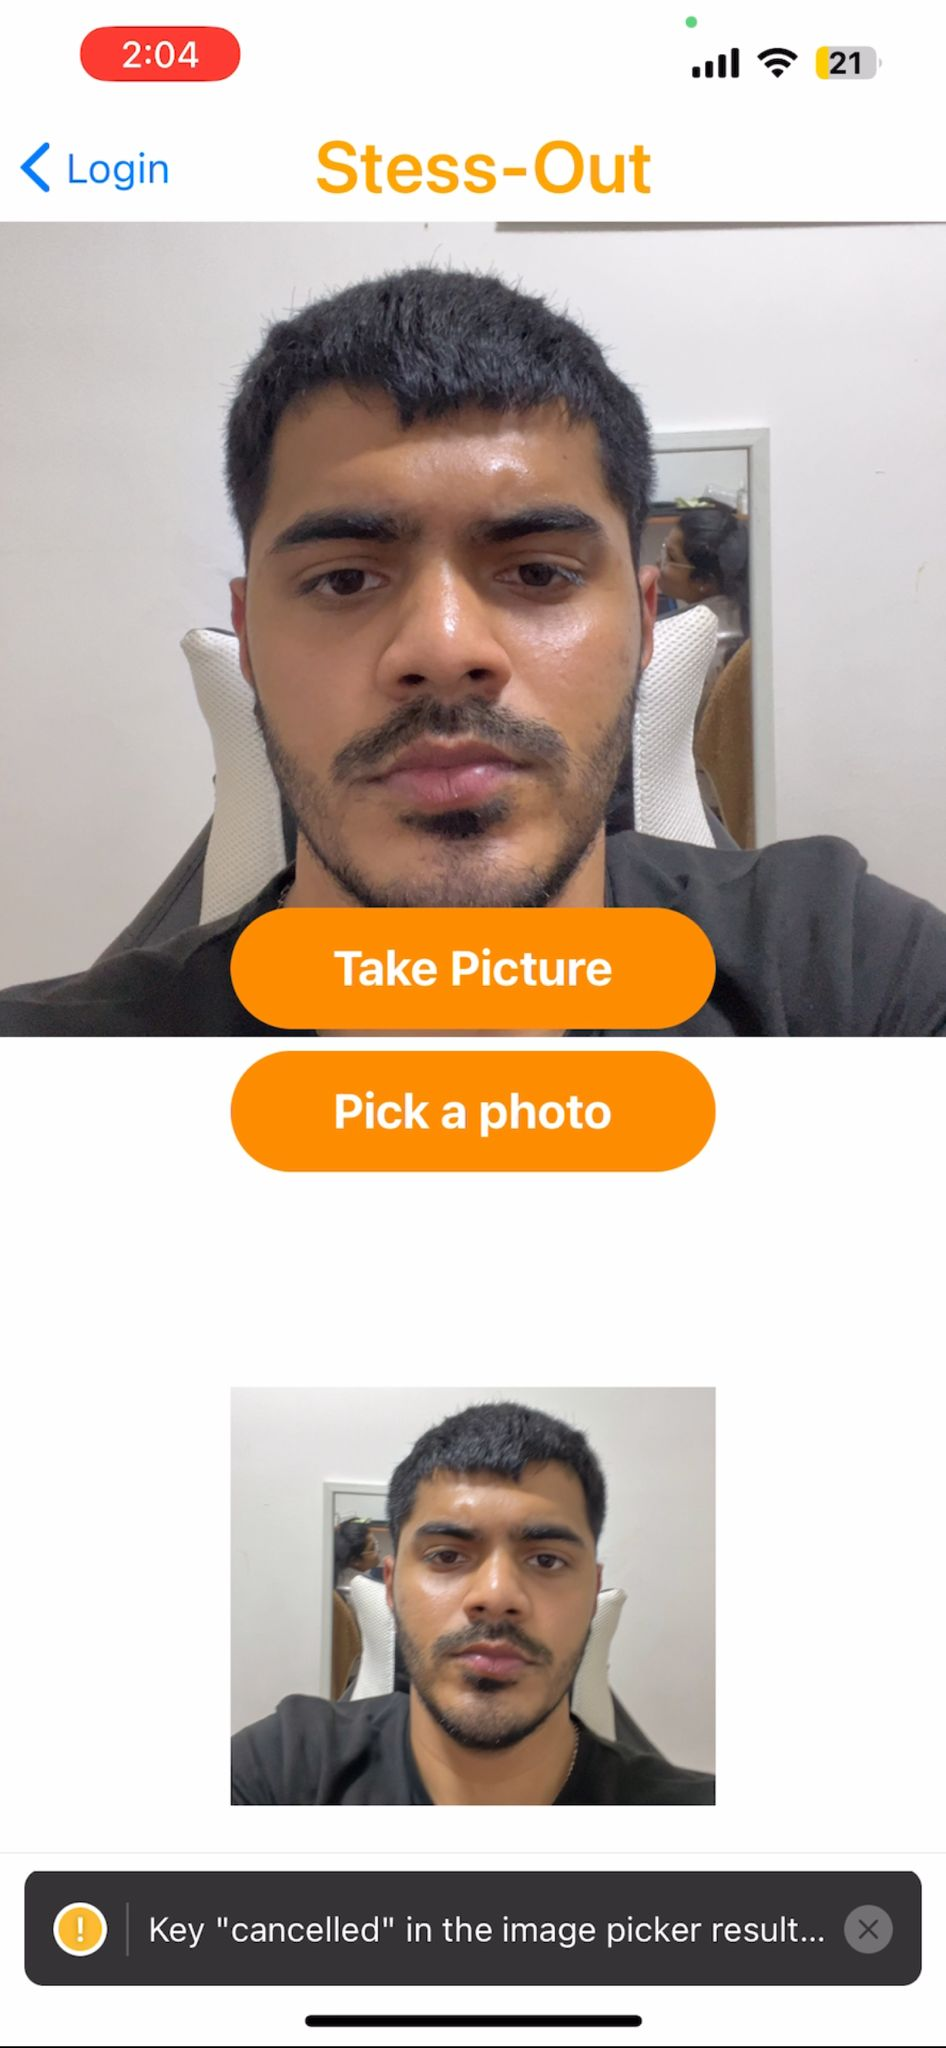 2:04
21
Login
Stess-Out
Take Picture
Pick a photo
! Key "cancelled" in the image picker result...